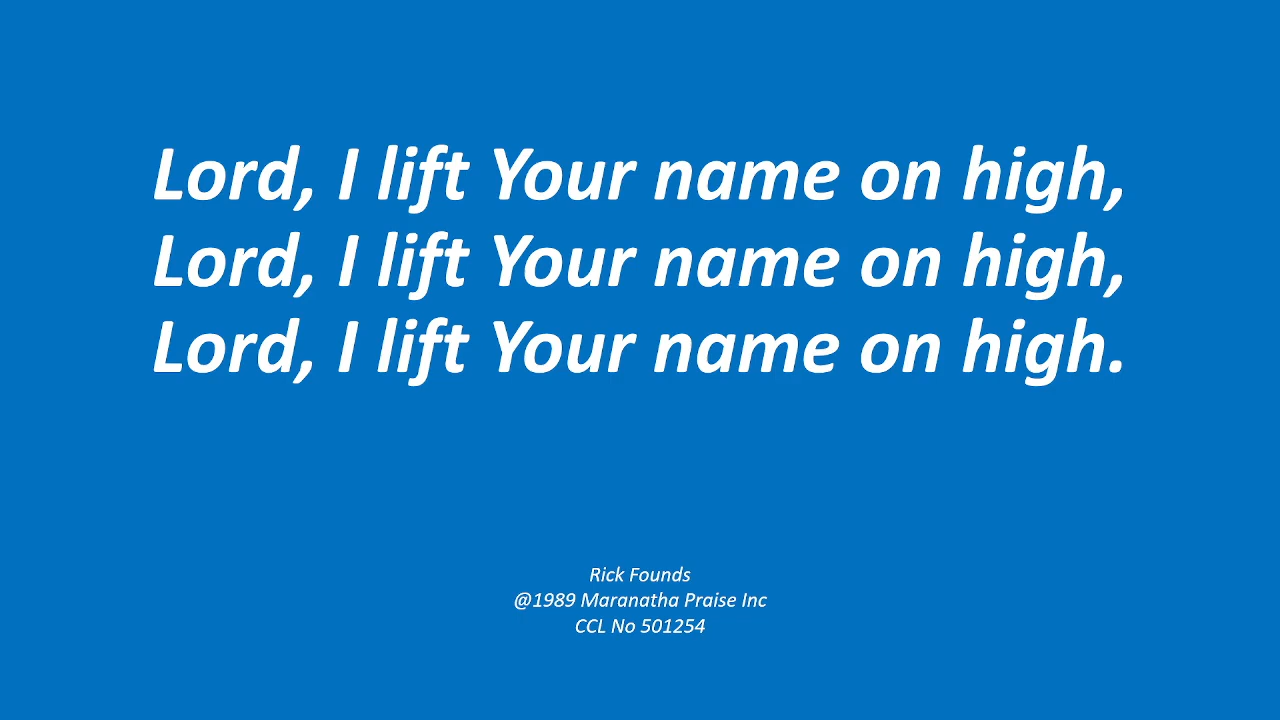 Lord, I lift Your name on high,
Lord, I lift Your name on high,
Lord, I lift Your name on high.
Rick Founds
@1989 Maranatha Praise Inc
CCL No 501254